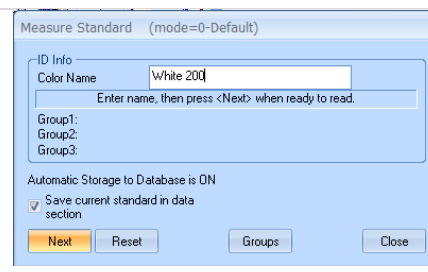 Measure Standard (mode=0-Default)
ID Info
Color Name White 200
Enter name, then press <Next> when ready to read.
Group1:
Group2:
Group3:
Automatic Storage to Database is ON
Save current standard in data
section
Next Reset Groups Close